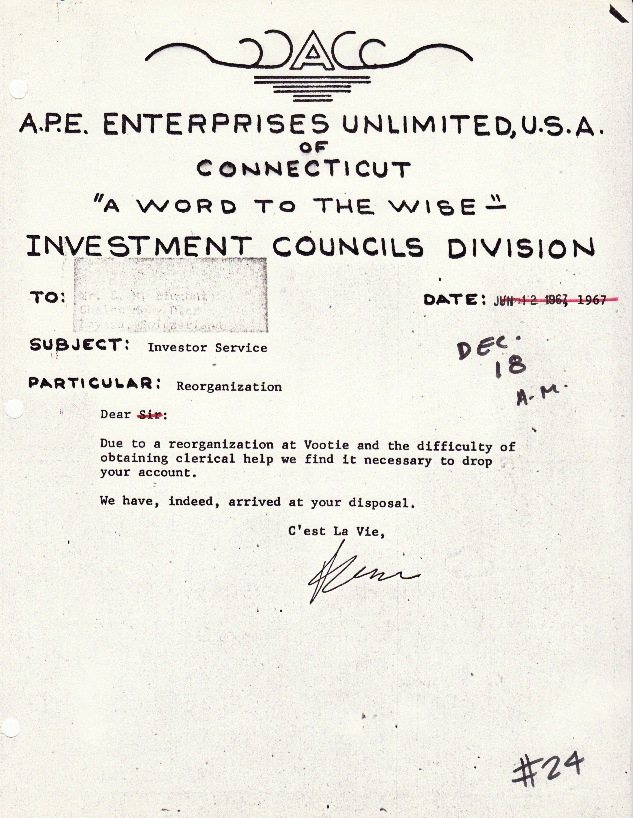 A
A.P.E. ENTERPRISES UNLIMITED, U.S.A.
OF
CONNECTICUT
"A WORD TO THE WISE"
INVESTMENT COUNCILS DIVISION
TO:
DATE: JUN 12 1967, 1967
DEC.
18
A.M.
SUBJECT: Investor Service
PARTICULAR: Reorganization
Dear Sir:
Due to a reorganization at Vootie and the difficulty of
obtaining clerical help we find it necessary to drop
your account.
We have, indeed, arrived at your disposal.
C'est La Vie,
#24